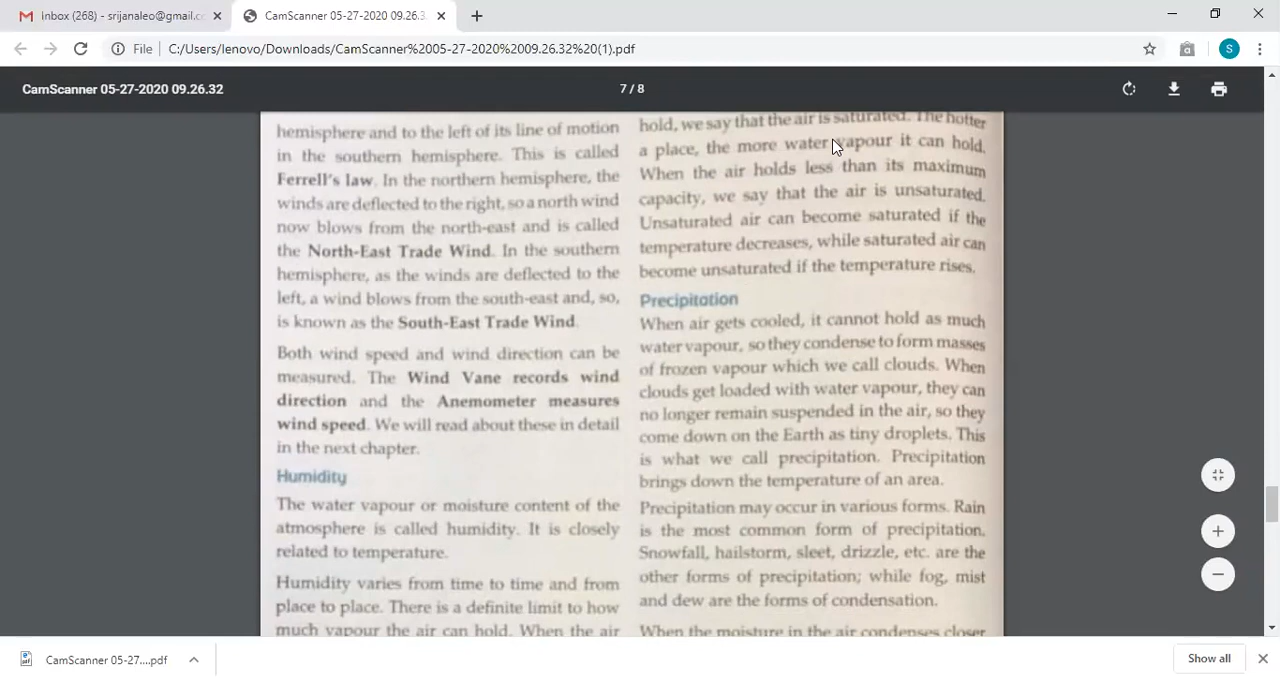 inbox (268) - srijanaleo@gmail.c
CamScanner 05-27-2020 09.26.3
File
C:/Users/lenovo/Downloads/CamScanner%2005-27-2020%2009.26.32%20(1).pdf
S
CamScanner 05-27-2020 09.26.32
7 / 8
hemisphere and to the left of its line of motion
in the southern hemisphere. This is called
Ferrell's law. In the northern hemisphere, the
winds are deflected to the right, so a north wind
now blows from the north-east and is called
the North-East Trade Wind. In the southern
hemisphere, as the winds are deflected to the
left, a wind blows from the south-east and, so,
is known as the South-East Trade Wind.
Both wind speed and wind direction can be
measured. The Wind Vane records wind
direction and the Anemometer measures
wind speed. We will read about these in detail
in the next chapter.
Humidity
The water vapour or moisture content of the
atmosphere is called humidity. It is closely
related to temperature.
Humidity varies from time to time and from
place to place. There is a definite limit to how
much vapour the air can hold. When the air
hold, we say that the air is saturated. The hotter
a place, the more water vapour it can hold.
When the air holds less than its maximum
capacity, we say that the air is unsaturated.
Unsaturated air can become saturated if the
temperature decreases, while saturated air can
become unsaturated if the temperature rises.
Precipitation
When air gets cooled, it cannot hold as much
water vapour, so they condense to form masses
of frozen vapour which we call clouds. When
clouds get loaded with water vapour, they can
no longer remain suspended in the air, so they
come down on the Earth as tiny droplets. This
is what we call precipitation. Precipitation
brings down the temperature of an area.
Precipitation may occur in various forms. Rain
is the most common form of precipitation.
Snowfall, hailstorm, sleet, drizzle, etc. are the
other forms of precipitation; while fog, mist
and dew are the forms of condensation.
When the moisture in the air condenses closer
CamScanner 05-27....pdf
Show all